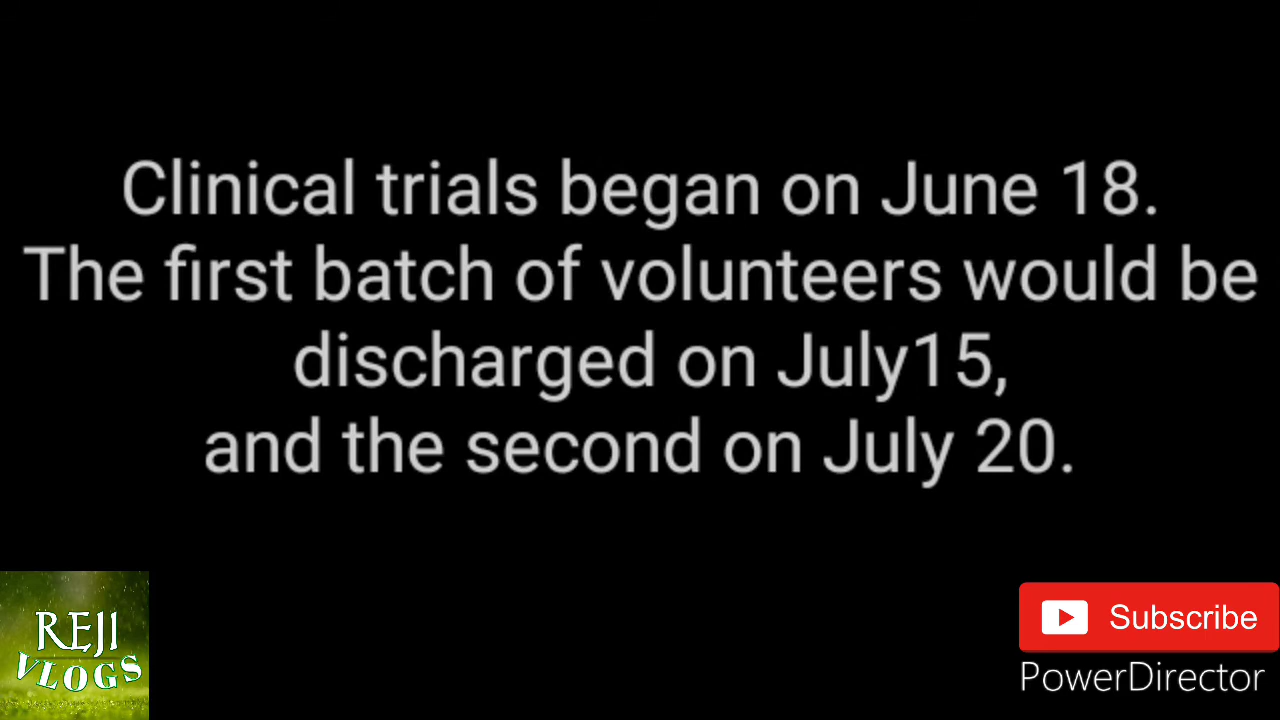 Clinical trials began on June 18.
The first batch of volunteers would be
discharged on July15,
and the second on July 20.
REJI
VLOGS
Subscribe
PowerDirector